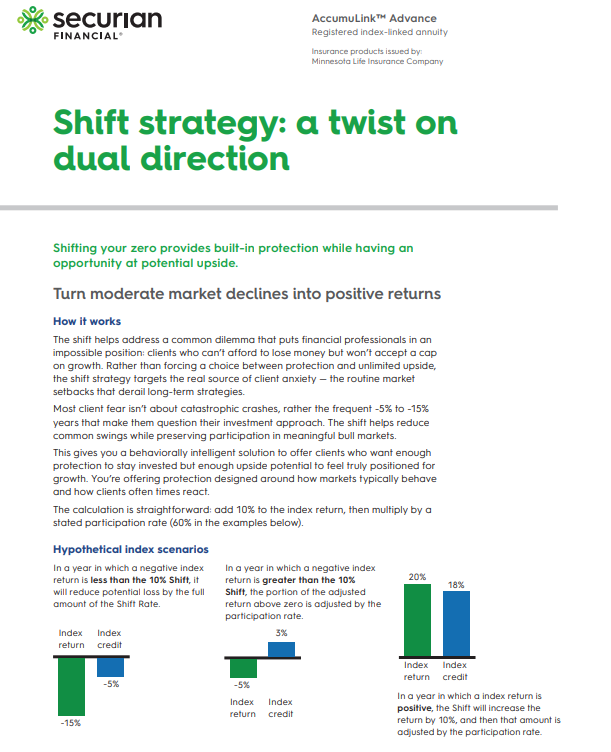 securian
FINANCIAL®
AccumuLink™ Advance
Registered index-linked annuity
Insurance products issued by:
Minnesota Life Insurance Company
Shift strategy: a twist on
dual direction
Shifting your zero provides built-in protection while having an
opportunity at potential upside.
Turn moderate market declines into positive returns
How it works
The shift helps address a common dilemma that puts financial professionals in an
impossible position: clients who can't afford to lose money but won't accept a cap
on growth. Rather than forcing a choice between protection and unlimited upside,
the shift strategy targets the real source of client anxiety — the routine market
setbacks that derail long-term strategies.
Most client fear isn't about catastrophic crashes, rather the frequent -5% to -15%
years that make them question their investment approach. The shift helps reduce
common swings while preserving participation in meaningful bull markets.
This gives you a behaviorally intelligent solution to offer clients who want enough
protection to stay invested but enough upside potential to feel truly positioned for
growth. You're offering protection designed around how markets typically behave
and how clients often times react.
The calculation is straightforward: add 10% to the index return, then multiply by a
stated participation rate (60% in the examples below).
Hypothetical index scenarios
In a year in which a negative index
return is less than the 10% Shift, it
will reduce potential loss by the full
amount of the Shift Rate.
Index return
Index credit
-5%
-15%
In a year in which a negative index
return is greater than the 10%
Shift, the portion of the adjusted
return above zero is adjusted by the
participation rate.
3%
-5%
Index return
Index credit
20%
18%
Index return
Index credit
In a year in which a index return is
positive, the Shift will increase the
return by 10%, and then that amount is
adjusted by the participation rate.